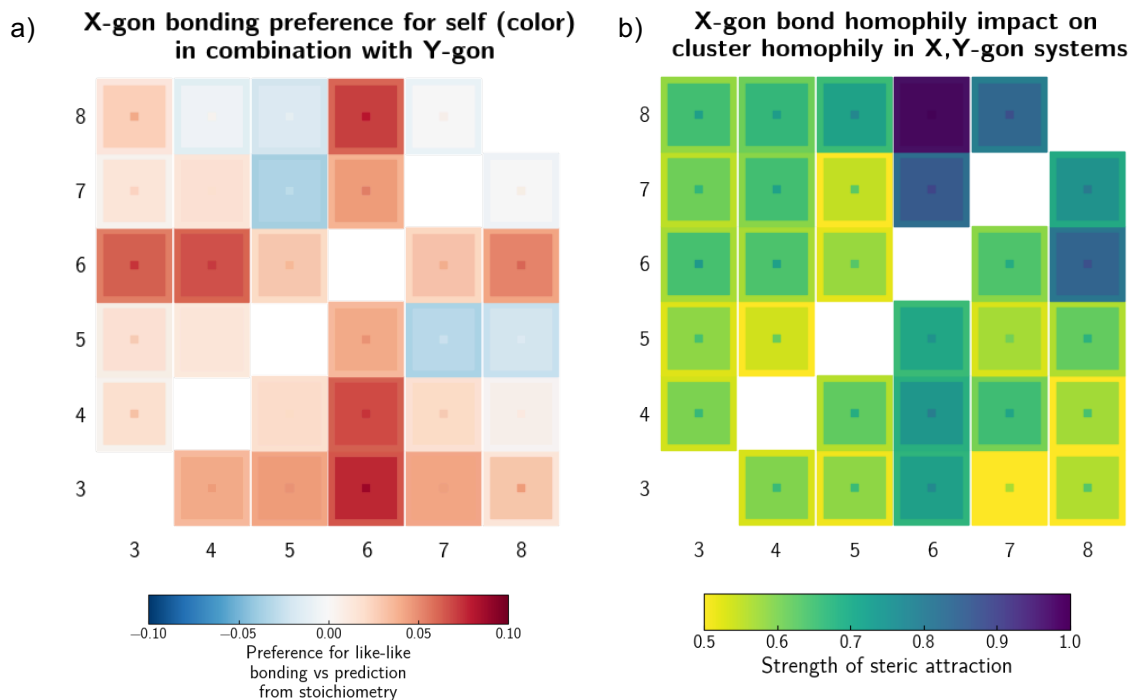 a)
X-gon bonding preference for self (color)
in combination with Y-gon
8
7
6
5
4
3
3 4 5 6 7 8
−0.10 −0.05 0.00 0.05 0.10
Preference for like-like
bonding vs prediction
from stoichiometry
b)
X-gon bond homophily impact on
cluster homophily in X,Y-gon systems
8
7
6
5
4
3
3 4 5 6 7 8
0.5 0.6 0.7 0.8 0.9 1.0
Strength of steric attraction